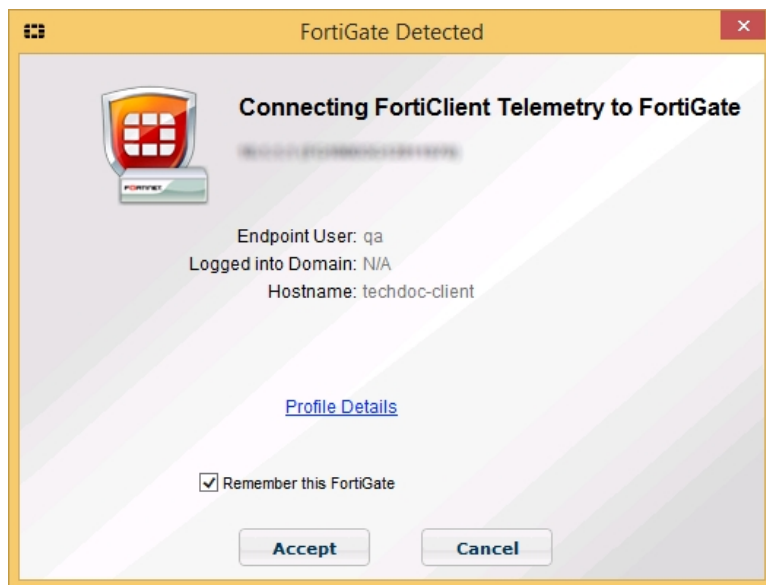 FortiGate Detected
Connecting FortiClient Telemetry to FortiGate
FORTINET
Endpoint User: qa
Logged into Domain: N/A
Hostname: techdoc-client
Profile Details
Remember this FortiGate
Accept Cancel